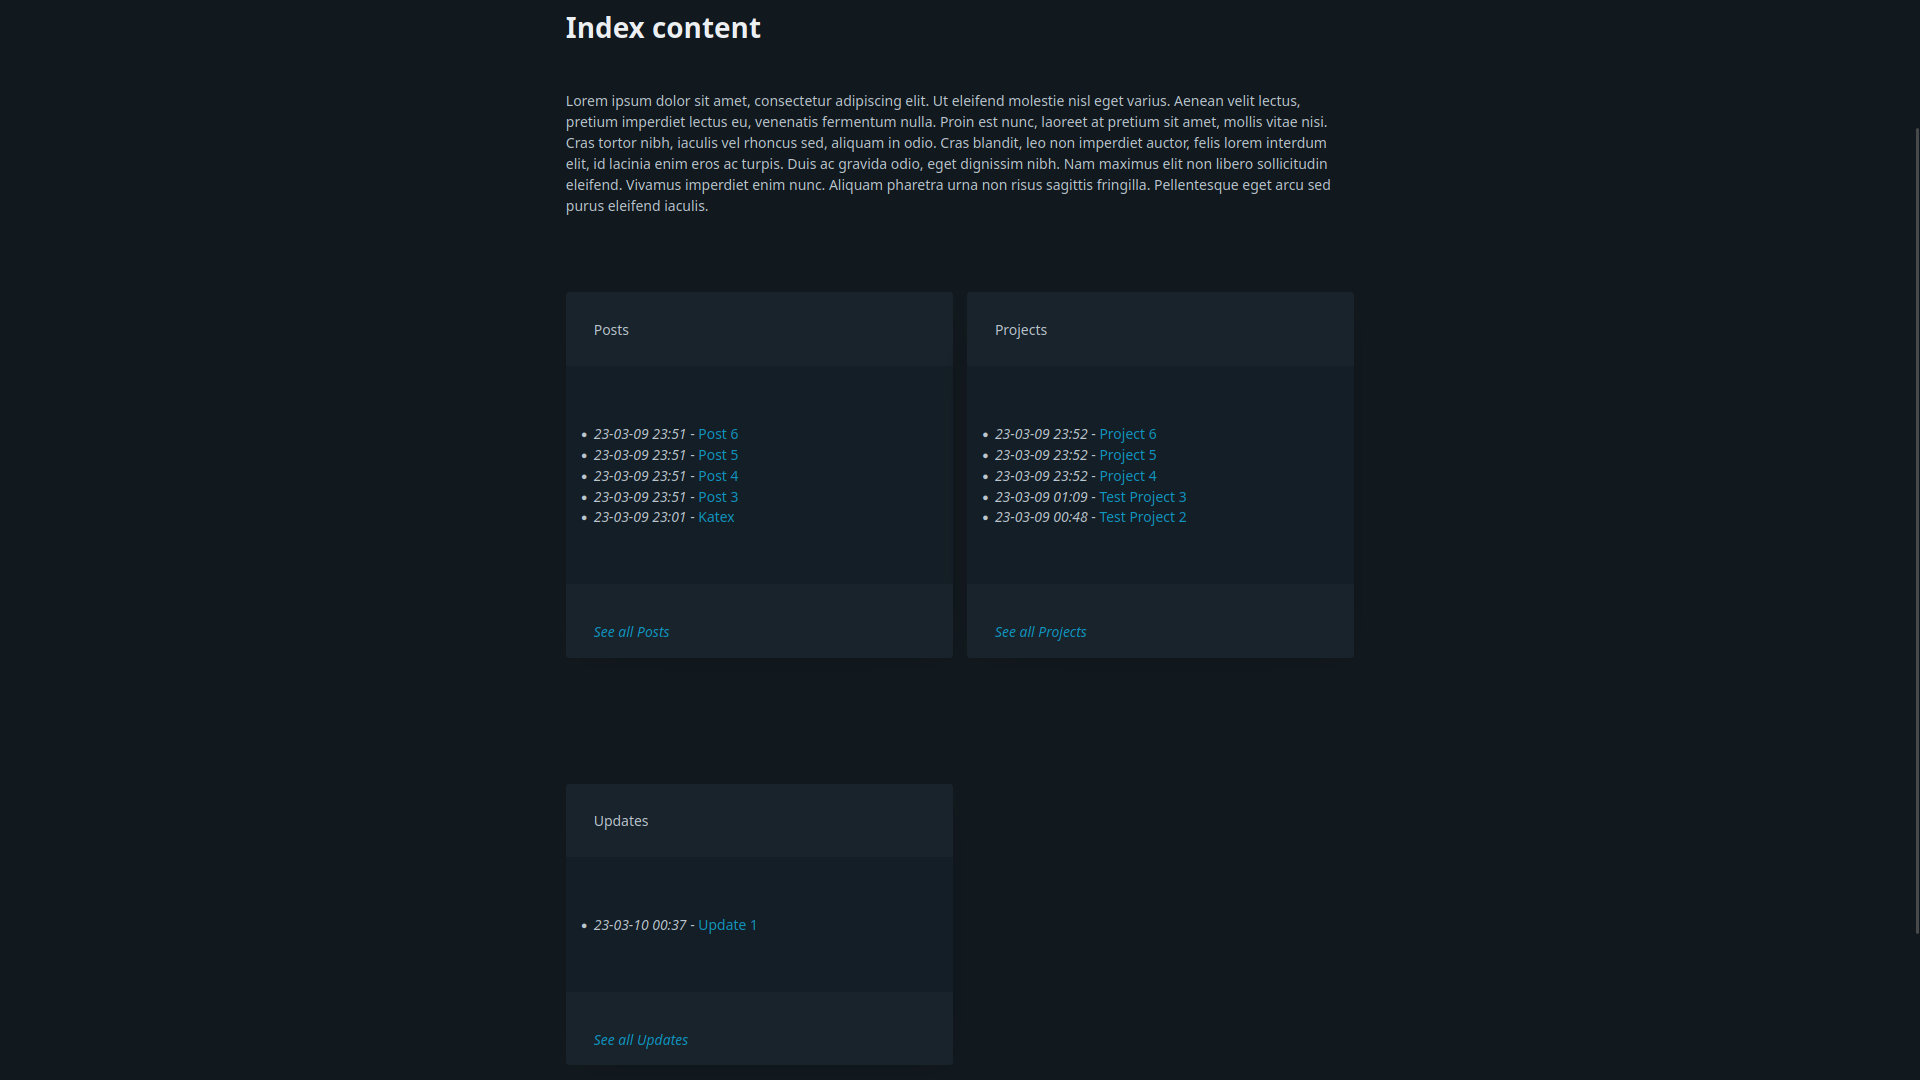 Index content
Lorem ipsum dolor sit amet, consectetur adipiscing elit. Ut eleifend molestie nisl eget varius. Aenean velit lectus,
pretium imperdiet lectus eu, venenatis fermentum nulla. Proin est nunc, laoreet at pretium sit amet, mollis vitae nisi.
Cras tortor nibh, iaculis vel rhoncus sed, aliquam in odio. Cras blandit, leo non imperdiet auctor, felis lorem interdum
elit, id lacinia enim eros ac turpis. Duis ac gravida odio, eget dignissim nibh. Nam maximus elit non libero sollicitudin
eleifend. Vivamus imperdiet enim nunc. Aliquam pharetra urna non risus sagittis fringilla. Pellentesque eget arcu sed
purus eleifend iaculis.
Posts
• 23-03-09 23:51 - Post 6
• 23-03-09 23:51 - Post 5
• 23-03-09 23:51 - Post 4
• 23-03-09 23:51 - Post 3
• 23-03-09 23:01 - Katex
See all Posts
Projects
• 23-03-09 23:52 - Project 6
• 23-03-09 23:52 - Project 5
• 23-03-09 23:52 - Project 4
• 23-03-09 01:09 - Test Project 3
• 23-03-09 00:48 - Test Project 2
See all Projects
Updates
• 23-03-10 00:37 - Update 1
See all Updates